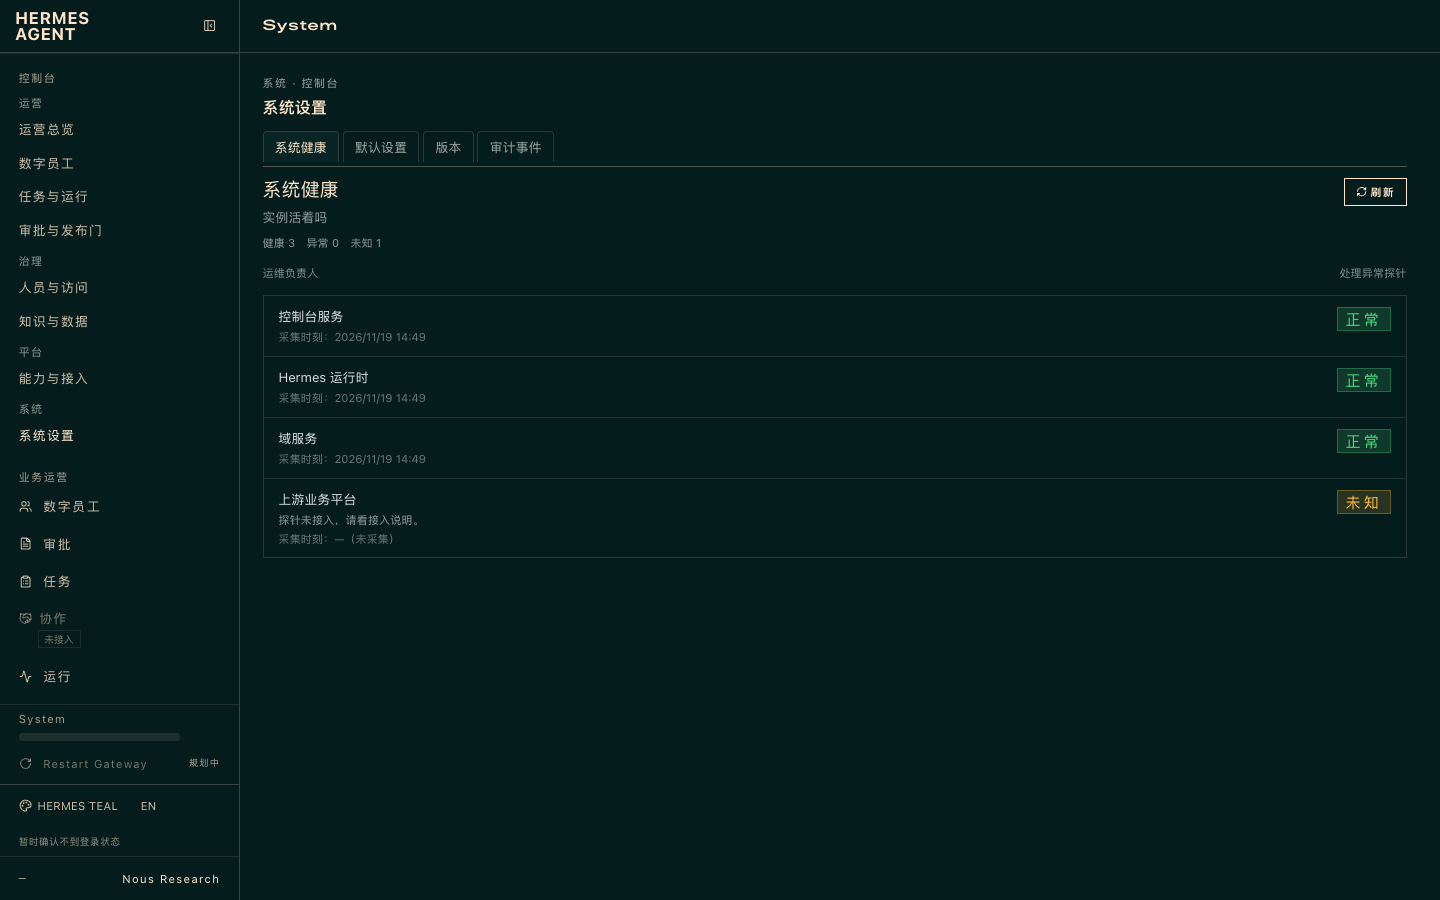 HERMES
AGENT
System
控制台
运营
运营总览
数字员工
任务与运行
审批与发布门
治理
人员与访问
知识与数据
平台
能力与接入
系统
系统设置
业务运营
数字员工
审批
任务
协作
未接入
运行
System
Restart Gateway 规划中
HERMES TEAL EN
暂时确认不到登录状态
— Nous Research
系统 · 控制台
系统设置
系统健康 默认设置 版本 审计事件
系统健康
刷新
实例活着吗
健康 3 异常 0 未知 1
运维负责人 处理异常探针
控制台服务 正常
采集时刻：2026/11/19 14:49
Hermes 运行时 正常
采集时刻：2026/11/19 14:49
域服务 正常
采集时刻：2026/11/19 14:49
上游业务平台 未知
探针未接入，请看接入说明。
采集时刻：—（未采集）